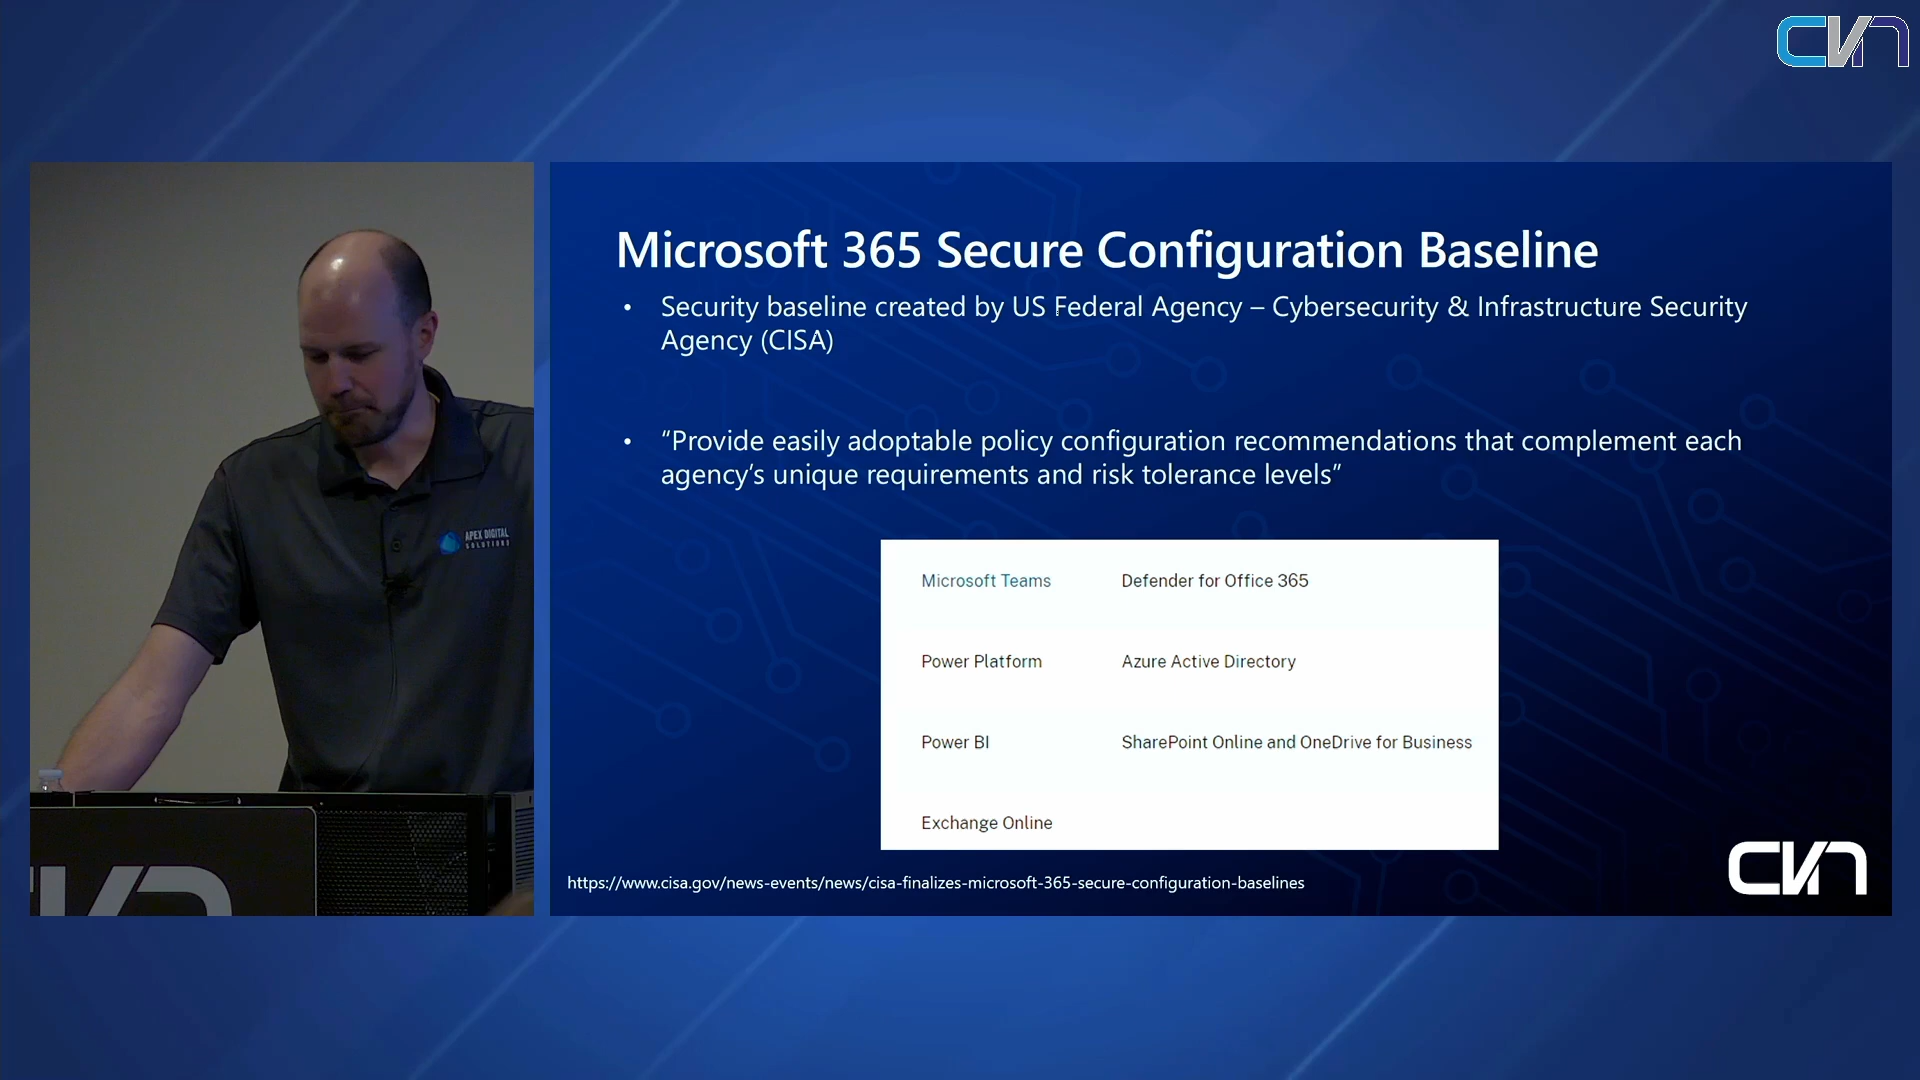 CVN
APEX DIGITAL
SOLUTIONS
Microsoft 365 Secure Configuration Baseline
• Security baseline created by US Federal Agency – Cybersecurity & Infrastructure Security
Agency (CISA)
• “Provide easily adoptable policy configuration recommendations that complement each
agency’s unique requirements and risk tolerance levels”
Microsoft Teams Defender for Office 365
Power Platform Azure Active Directory
Power BI SharePoint Online and OneDrive for Business
Exchange Online
https://www.cisa.gov/news-events/news/cisa-finalizes-microsoft-365-secure-configuration-baselines
CVN